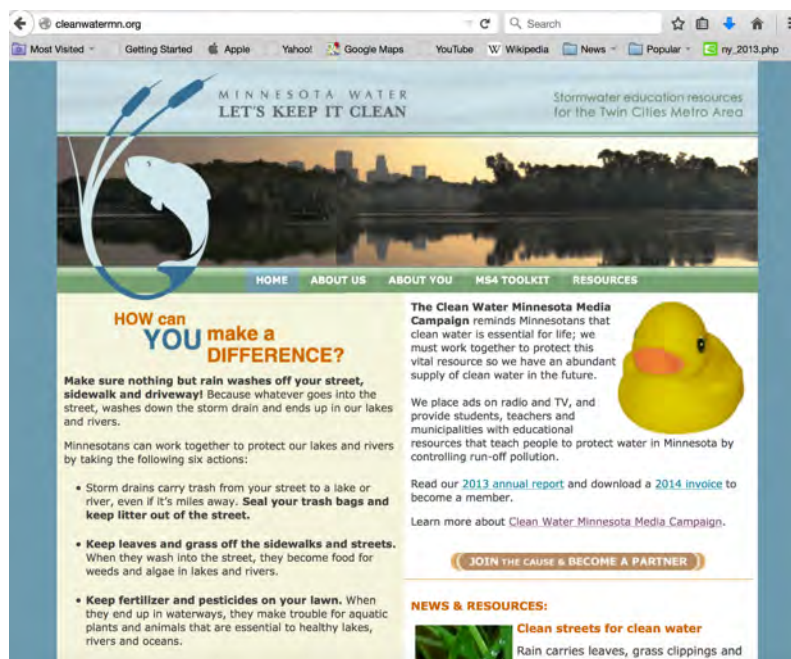 cleanwatermn.org
Search
Most Visited
Getting Started
Apple
Yahoo!
Google Maps
YouTube
Wikipedia
News
Popular
ny_2013.php
MINNESOTA WATER
LET'S KEEP IT CLEAN
Stormwater education resources
for the Twin Cities Metro Area
HOME
ABOUT US
ABOUT YOU
MS4 TOOLKIT
RESOURCES
HOW can
YOU make a
DIFFERENCE?
Make sure nothing but rain washes off your street,
sidewalk and driveway! Because whatever goes into the
street, washes down the storm drain and ends up in our lakes
and rivers.
Minnesotans can work together to protect our lakes and rivers
by taking the following six actions:
• Storm drains carry trash from your street to a lake or
river, even if it's miles away. Seal your trash bags and
keep litter out of the street.
• Keep leaves and grass off the sidewalks and streets.
When they wash into the street, they become food for
weeds and algae in lakes and rivers.
• Keep fertilizer and pesticides on your lawn. When
they end up in waterways, they make trouble for aquatic
plants and animals that are essential to healthy lakes,
rivers and oceans.
The Clean Water Minnesota Media
Campaign reminds Minnesotans that
clean water is essential for life; we
must work together to protect this
vital resource so we have an abundant
supply of clean water in the future.
We place ads on radio and TV, and
provide students, teachers and
municipalities with educational
resources that teach people to protect water in Minnesota by
controlling run-off pollution.
Read our 2013 annual report and download a 2014 invoice to
become a member.
Learn more about Clean Water Minnesota Media Campaign.
JOIN THE CAUSE & BECOME A PARTNER
NEWS & RESOURCES:
Clean streets for clean water
Rain carries leaves, grass clippings and